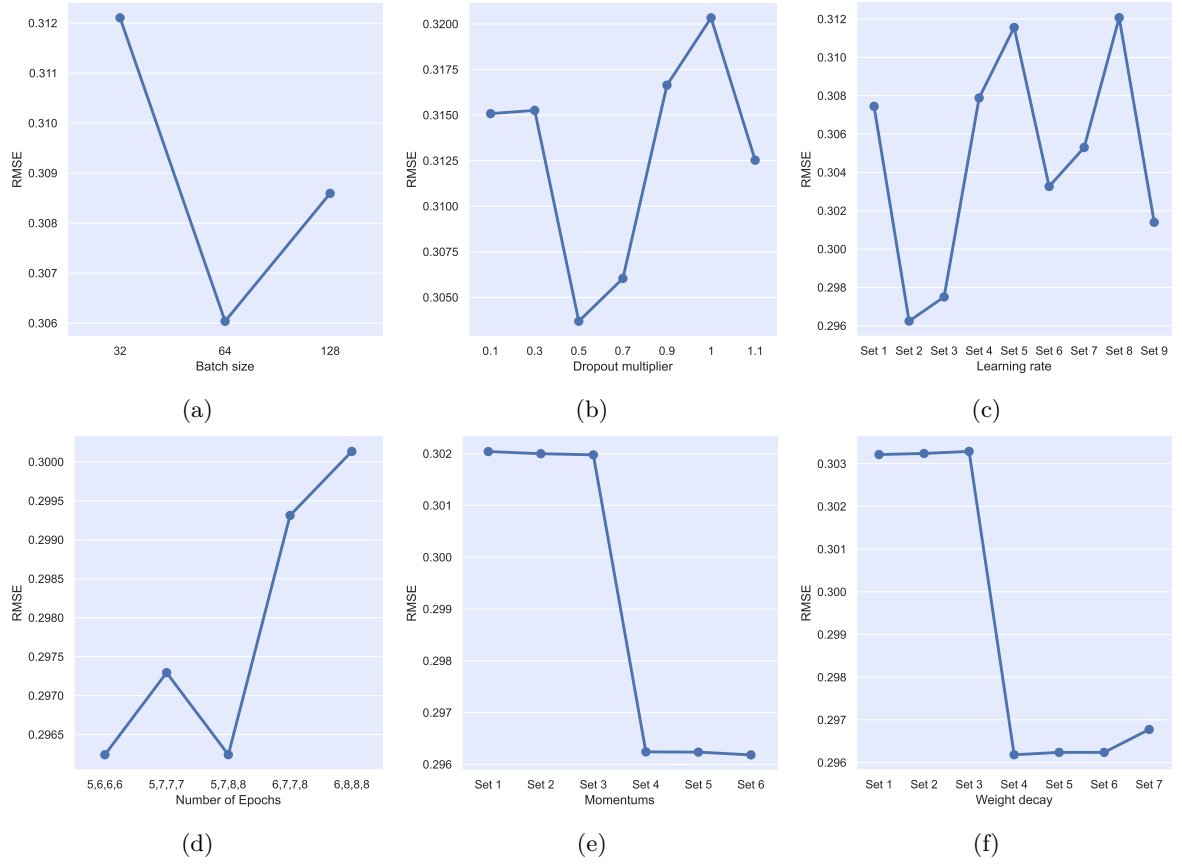 0.312
0.311
0.310
0.309
0.308
0.307
0.306
RMSE
32 64 128
Batch size
(a)
0.3200
0.3175
0.3150
0.3125
0.3100
0.3075
0.3050
RMSE
0.1 0.3 0.5 0.7 0.9 1 1.1
Dropout multiplier
(b)
0.312
0.310
0.308
0.306
0.304
0.302
0.300
0.298
0.296
RMSE
Set 1 Set 2 Set 3 Set 4 Set 5 Set 6 Set 7 Set 8 Set 9
Learning rate
(c)
0.3000
0.2995
0.2990
0.2985
0.2980
0.2975
0.2970
0.2965
RMSE
5,6,6,6 5,7,7,7 5,7,8,8 6,7,7,8 6,8,8,8
Number of Epochs
(d)
0.302
0.301
0.300
0.299
0.298
0.297
0.296
RMSE
Set 1 Set 2 Set 3 Set 4 Set 5 Set 6
Momentums
(e)
0.303
0.302
0.301
0.300
0.299
0.298
0.297
0.296
RMSE
Set 1 Set 2 Set 3 Set 4 Set 5 Set 6 Set 7
Weight decay
(f)